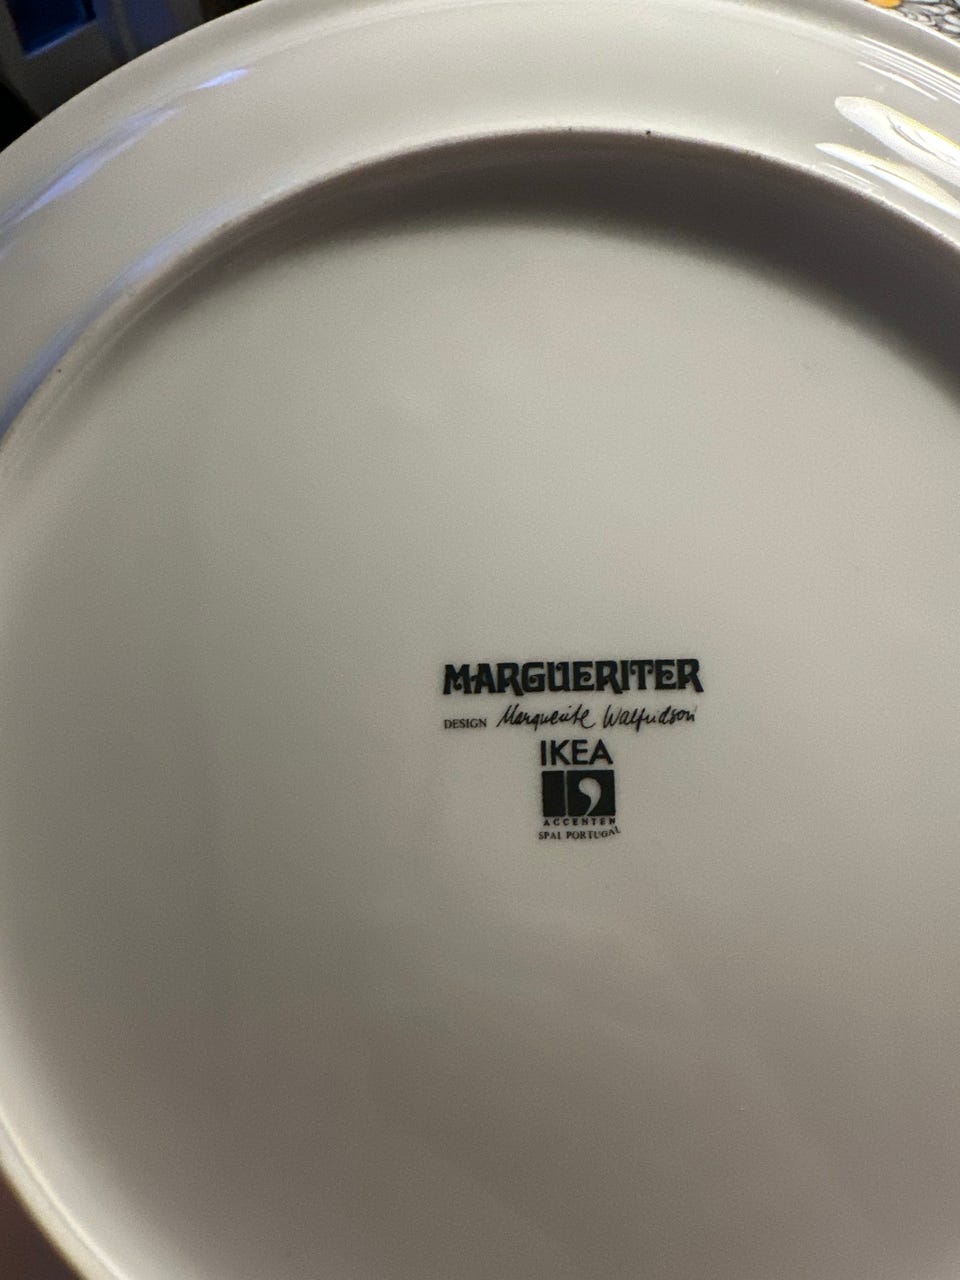 MARGUERITER
DESIGN Marguerite Walfridson
IKEA
ACCENTEN
SPAL PORTUGAL